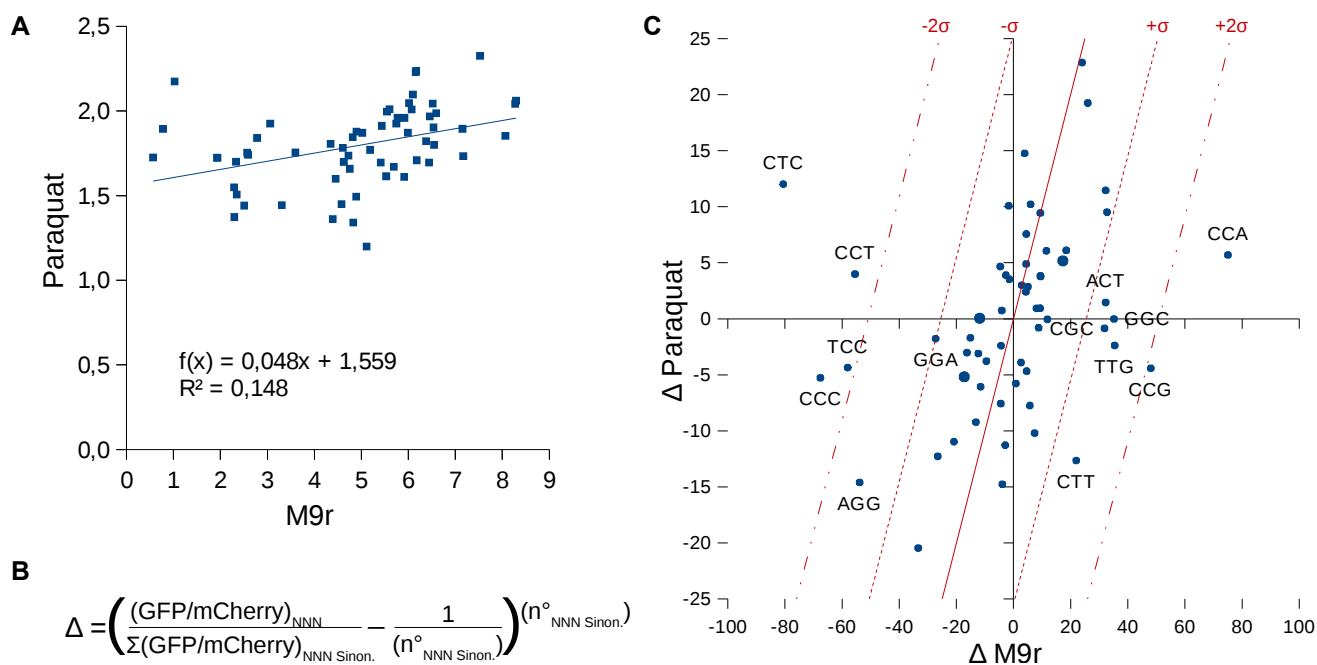 A
2,5
2,0
1,5
1,0
0,5
0,0
Paraquat
f(x) = 0,048x + 1,559
R² = 0,148
0 1 2 3 4 5 6 7 8 9
M9r
B
Δ = ( (GFP/mCherry)NNN / Σ(GFP/mCherry)NNN Sinon. − 1 / (n°NNN Sinon.) ) (n°NNN Sinon.)
C
-2σ -σ +σ +2σ
25
20
15
10
5
0
-5
-10
-15
-20
-25
Δ Paraquat
CTC
CCT
CCA
ACT
CGC GGC
TCC
GGA
TTG
CCC
CCG
CTT
AGG
-100 -80 -60 -40 -20 0 20 40 60 80 100
Δ M9r